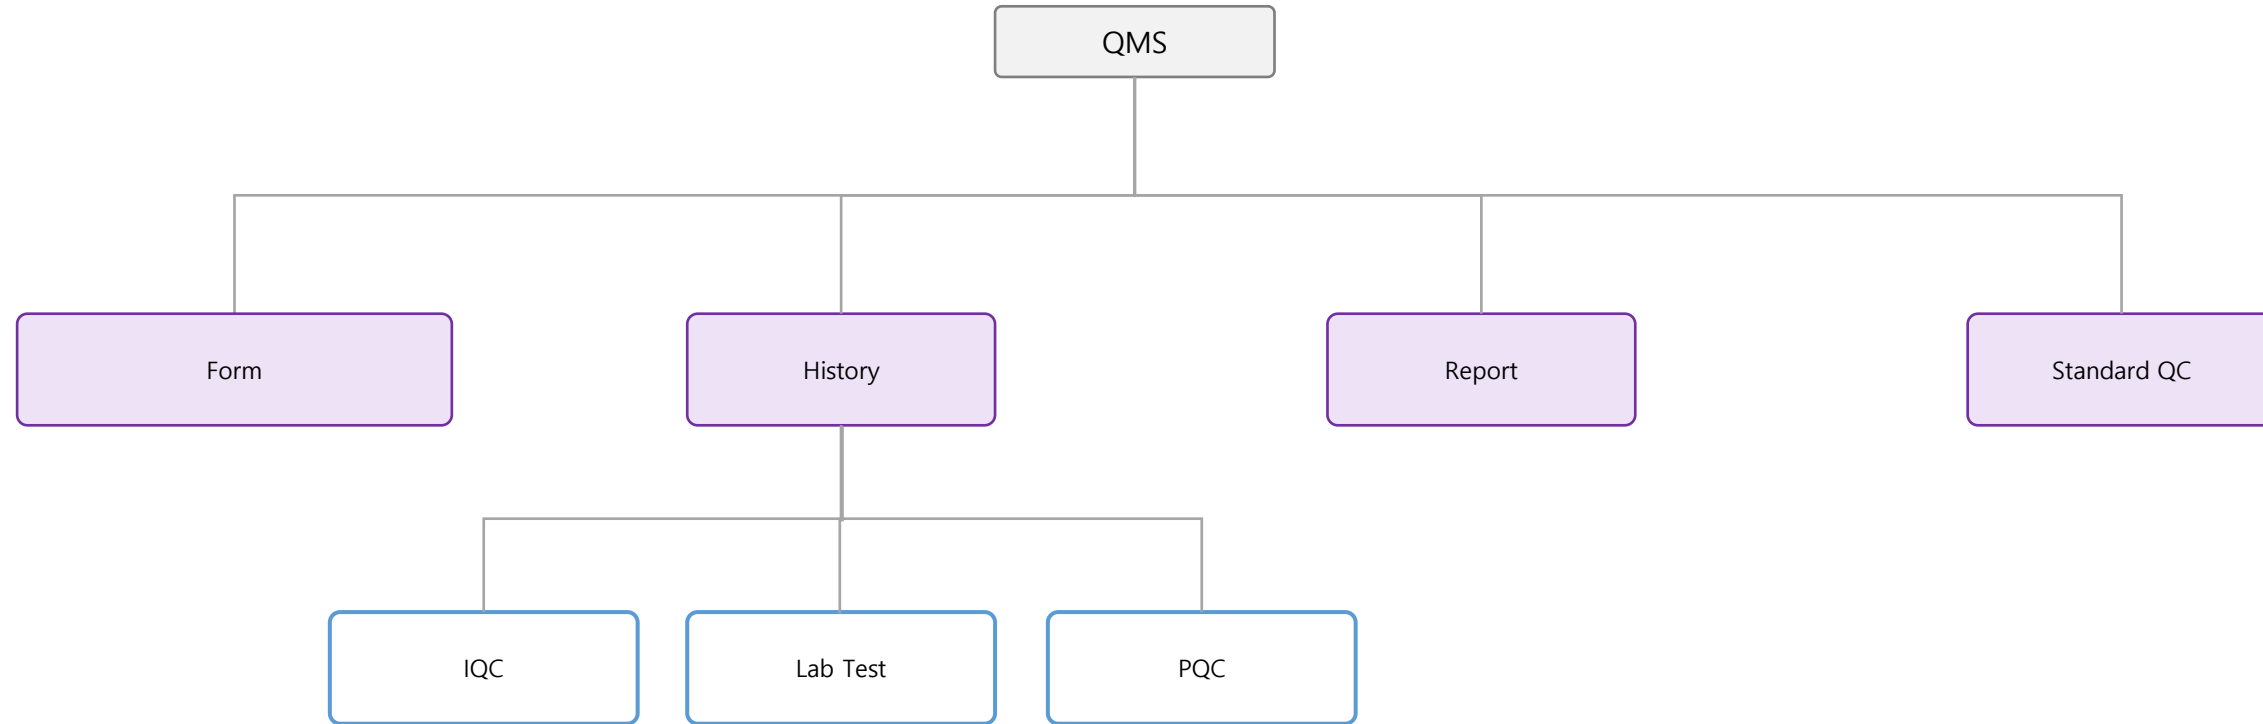 QMS
Form
History
Report
Standard QC
IQC
Lab Test
PQC